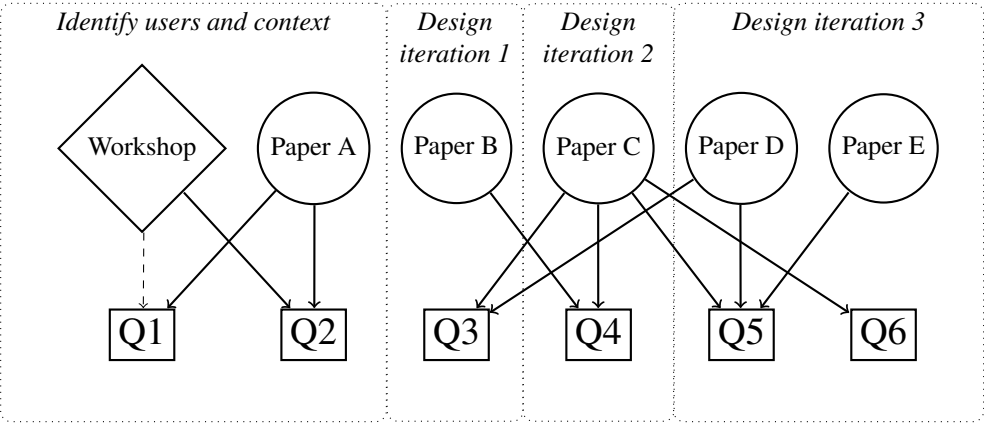 Identify users and context
Design
iteration 1
Design
iteration 2
Design iteration 3
Workshop
Paper A
Paper B
Paper C
Paper D
Paper E
Q1
Q2
Q3
Q4
Q5
Q6